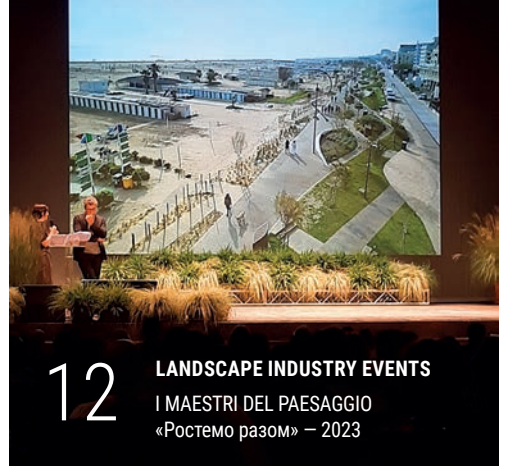 12
LANDSCAPE INDUSTRY EVENTS
I MAESTRI DEL PAESAGGIO
«Ростемо разом» — 2023